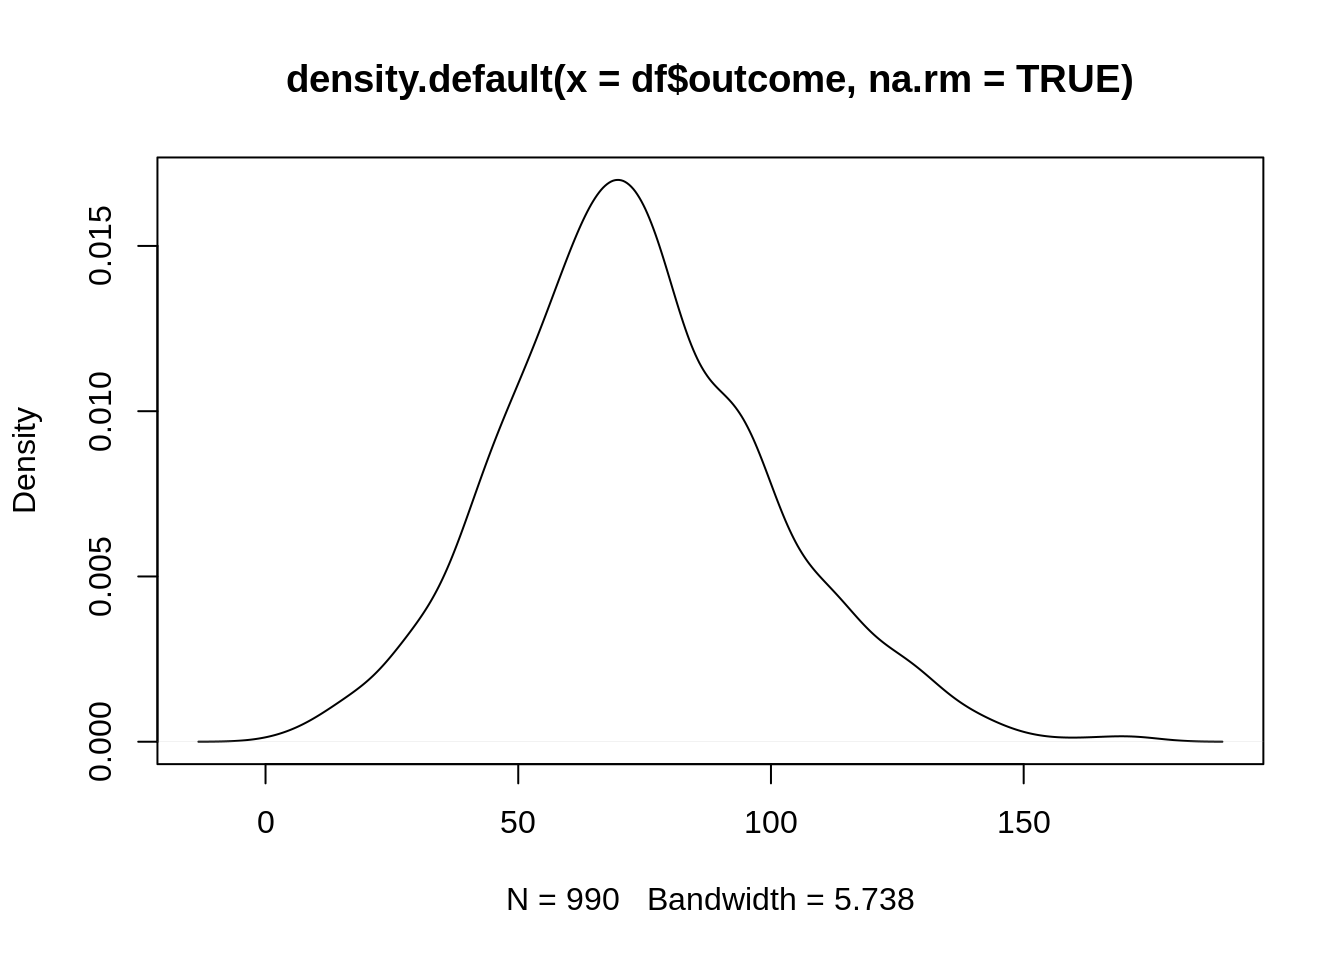 density.default(x = df$outcome, na.rm = TRUE)
Density
0.015
0.010
0.005
0.000
0 50 100 150
N = 990 Bandwidth = 5.738